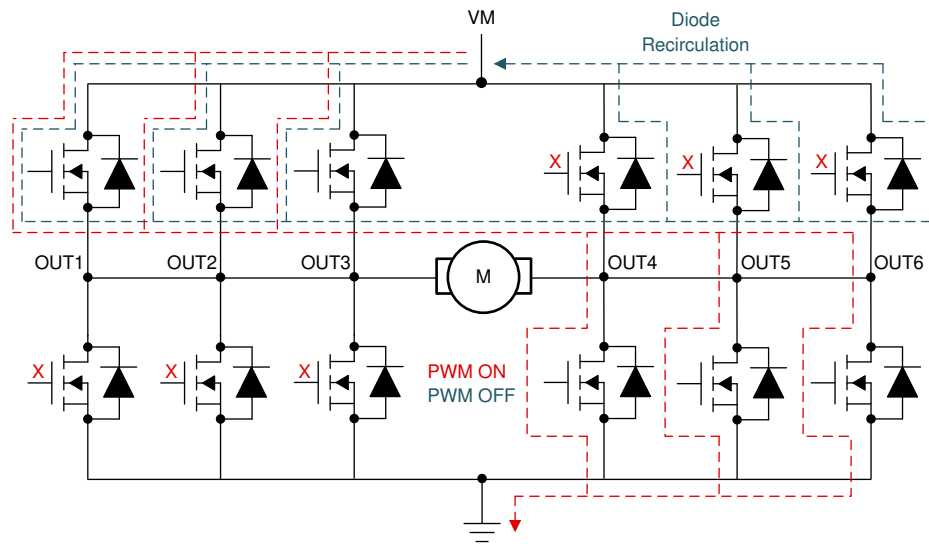 VM
Diode
Recirculation
X
X
X
OUT1
OUT2
OUT3
M
OUT4
OUT5
OUT6
X
X
X
PWM ON
PWM OFF